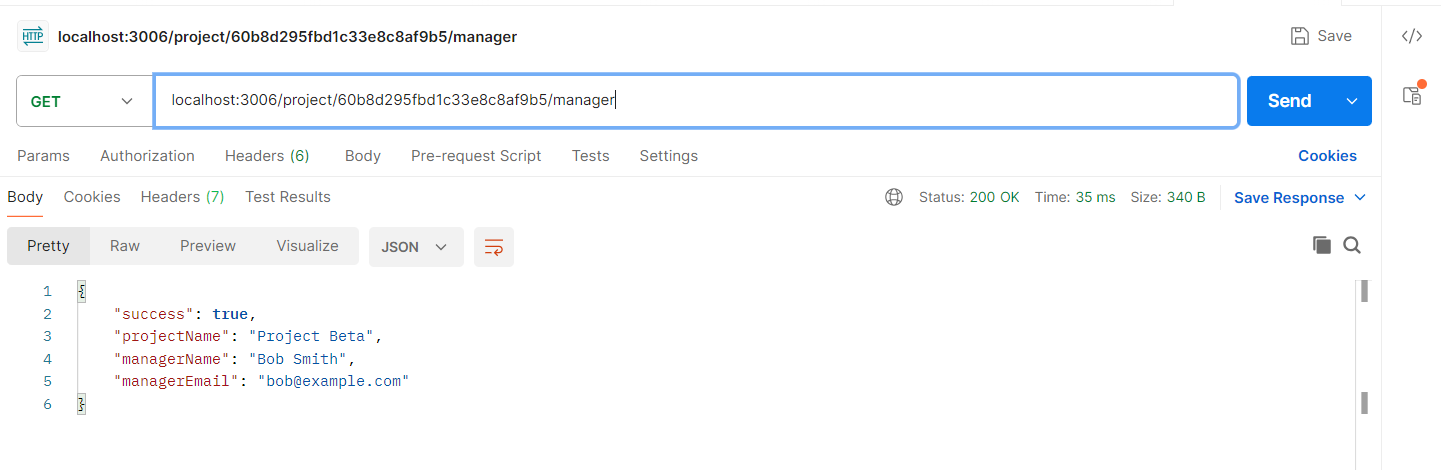 HTTP localhost:3006/project/60b8d295fbd1c33e8c8af9b5/manager Save
GET localhost:3006/project/60b8d295fbd1c33e8c8af9b5/manager Send
Params Authorization Headers (6) Body Pre-request Script Tests Settings Cookies
Body Cookies Headers (7) Test Results Status: 200 OK Time: 35 ms Size: 340 B Save Response
Pretty Raw Preview Visualize JSON
1 {
2 "success": true,
3 "projectName": "Project Beta",
4 "managerName": "Bob Smith",
5 "managerEmail": "bob@example.com"
6 }